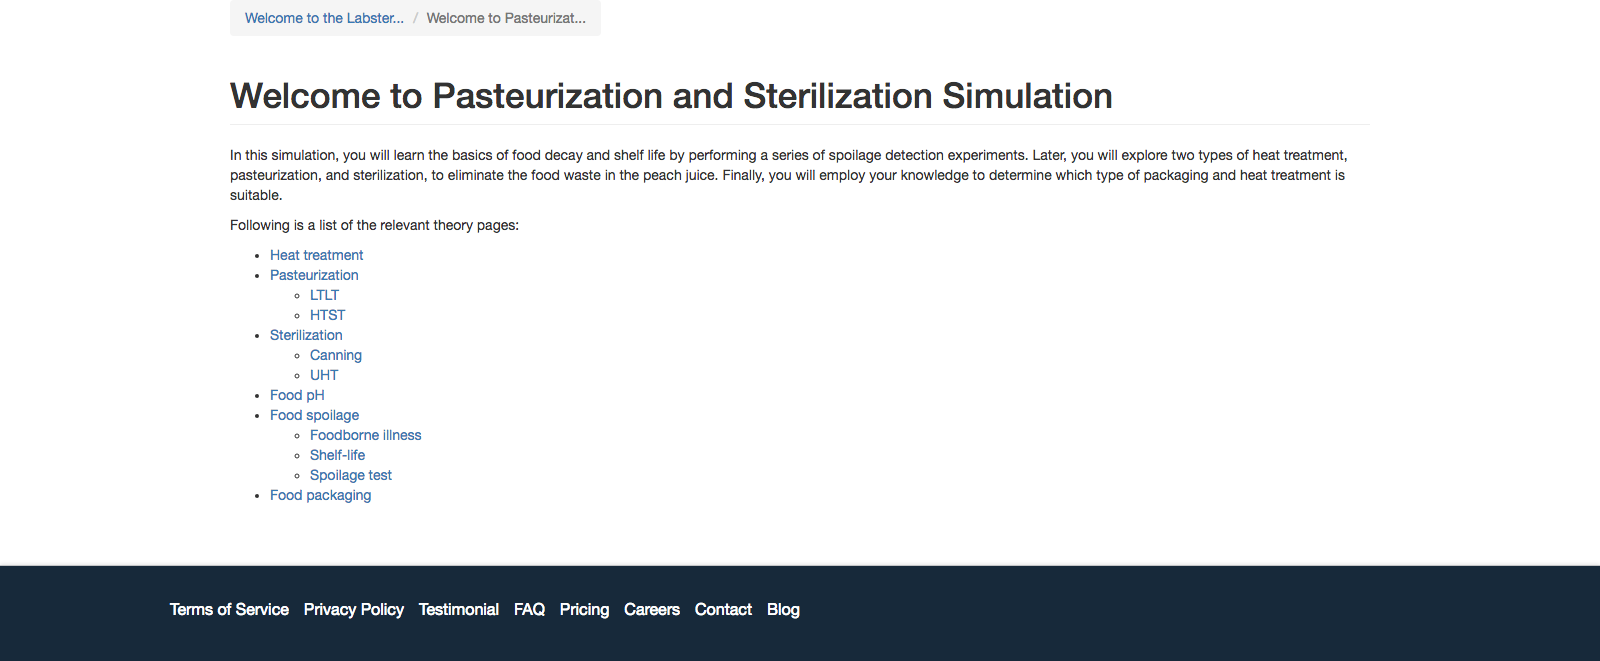 Welcome to the Labster... / Welcome to Pasteurizat...
Welcome to Pasteurization and Sterilization Simulation
In this simulation, you will learn the basics of food decay and shelf life by performing a series of spoilage detection experiments. Later, you will explore two types of heat treatment,
pasteurization, and sterilization, to eliminate the food waste in the peach juice. Finally, you will employ your knowledge to determine which type of packaging and heat treatment is
suitable.
Following is a list of the relevant theory pages:
Heat treatment
Pasteurization
LTLT
HTST
Sterilization
Canning
UHT
Food pH
Food spoilage
Foodborne illness
Shelf-life
Spoilage test
Food packaging
Terms of Service Privacy Policy Testimonial FAQ Pricing Careers Contact Blog